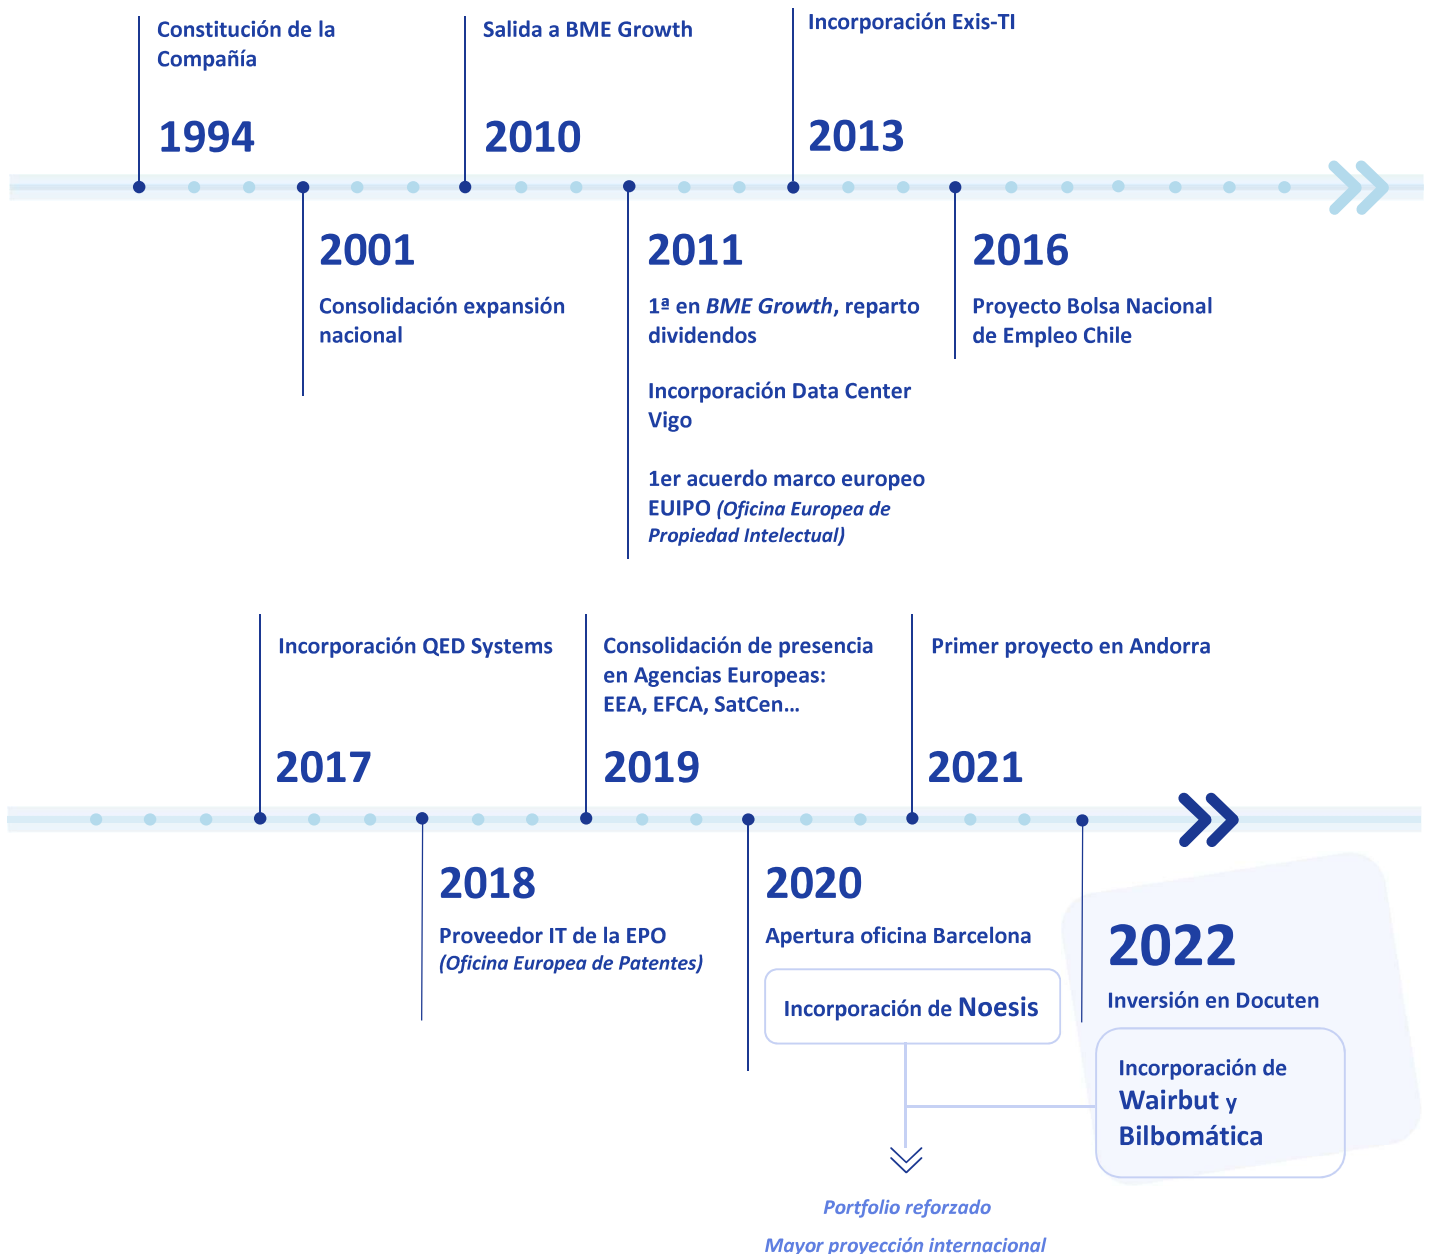 Constitución de la
Compañía
1994
Salida a BME Growth
2010
Incorporación Exis-TI
2013
2001
Consolidación expansión
nacional
2011
1ª en BME Growth, reparto
dividendos
Incorporación Data Center
Vigo
1er acuerdo marco europeo
EUIPO (Oficina Europea de
Propiedad Intelectual)
2016
Proyecto Bolsa Nacional
de Empleo Chile
Incorporación QED Systems
2017
Consolidación de presencia
en Agencias Europeas:
EEA, EFCA, SatCen...
2019
Primer proyecto en Andorra
2021
2018
Proveedor IT de la EPO
(Oficina Europea de Patentes)
2020
Apertura oficina Barcelona
Incorporación de Noesis
2022
Inversión en Docuten
Incorporación de
Wairbut y
Bilbomática
Portfolio reforzado
Mayor proyección internacional